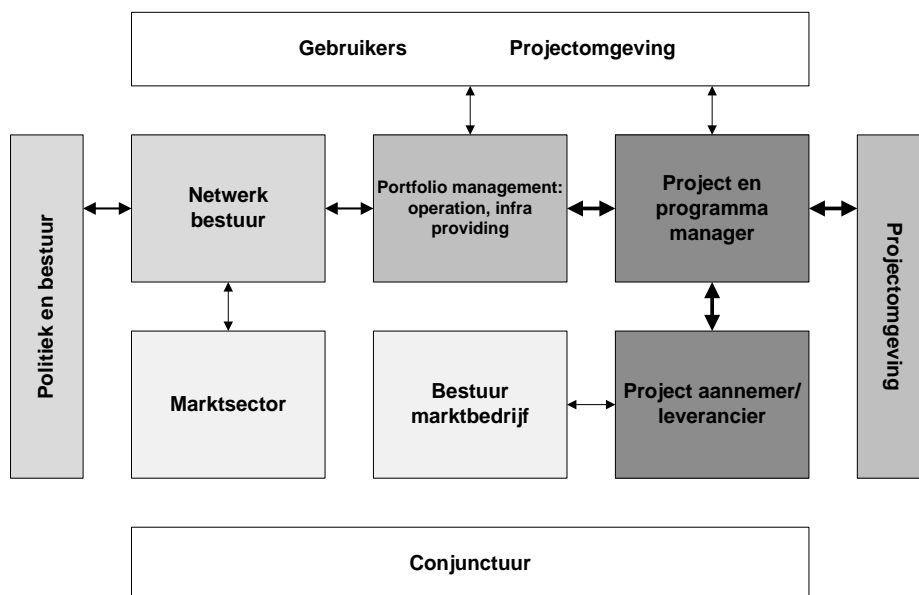 Gebruikers Projectomgeving
Politiek en bestuur
Netwerk
bestuur
Portfolio management:
operation, infra
providing
Project en
programma
manager
Projectomgeving
Marktsector
Bestuur
marktbedrijf
Project aannemer/
leverancier
Conjunctuur